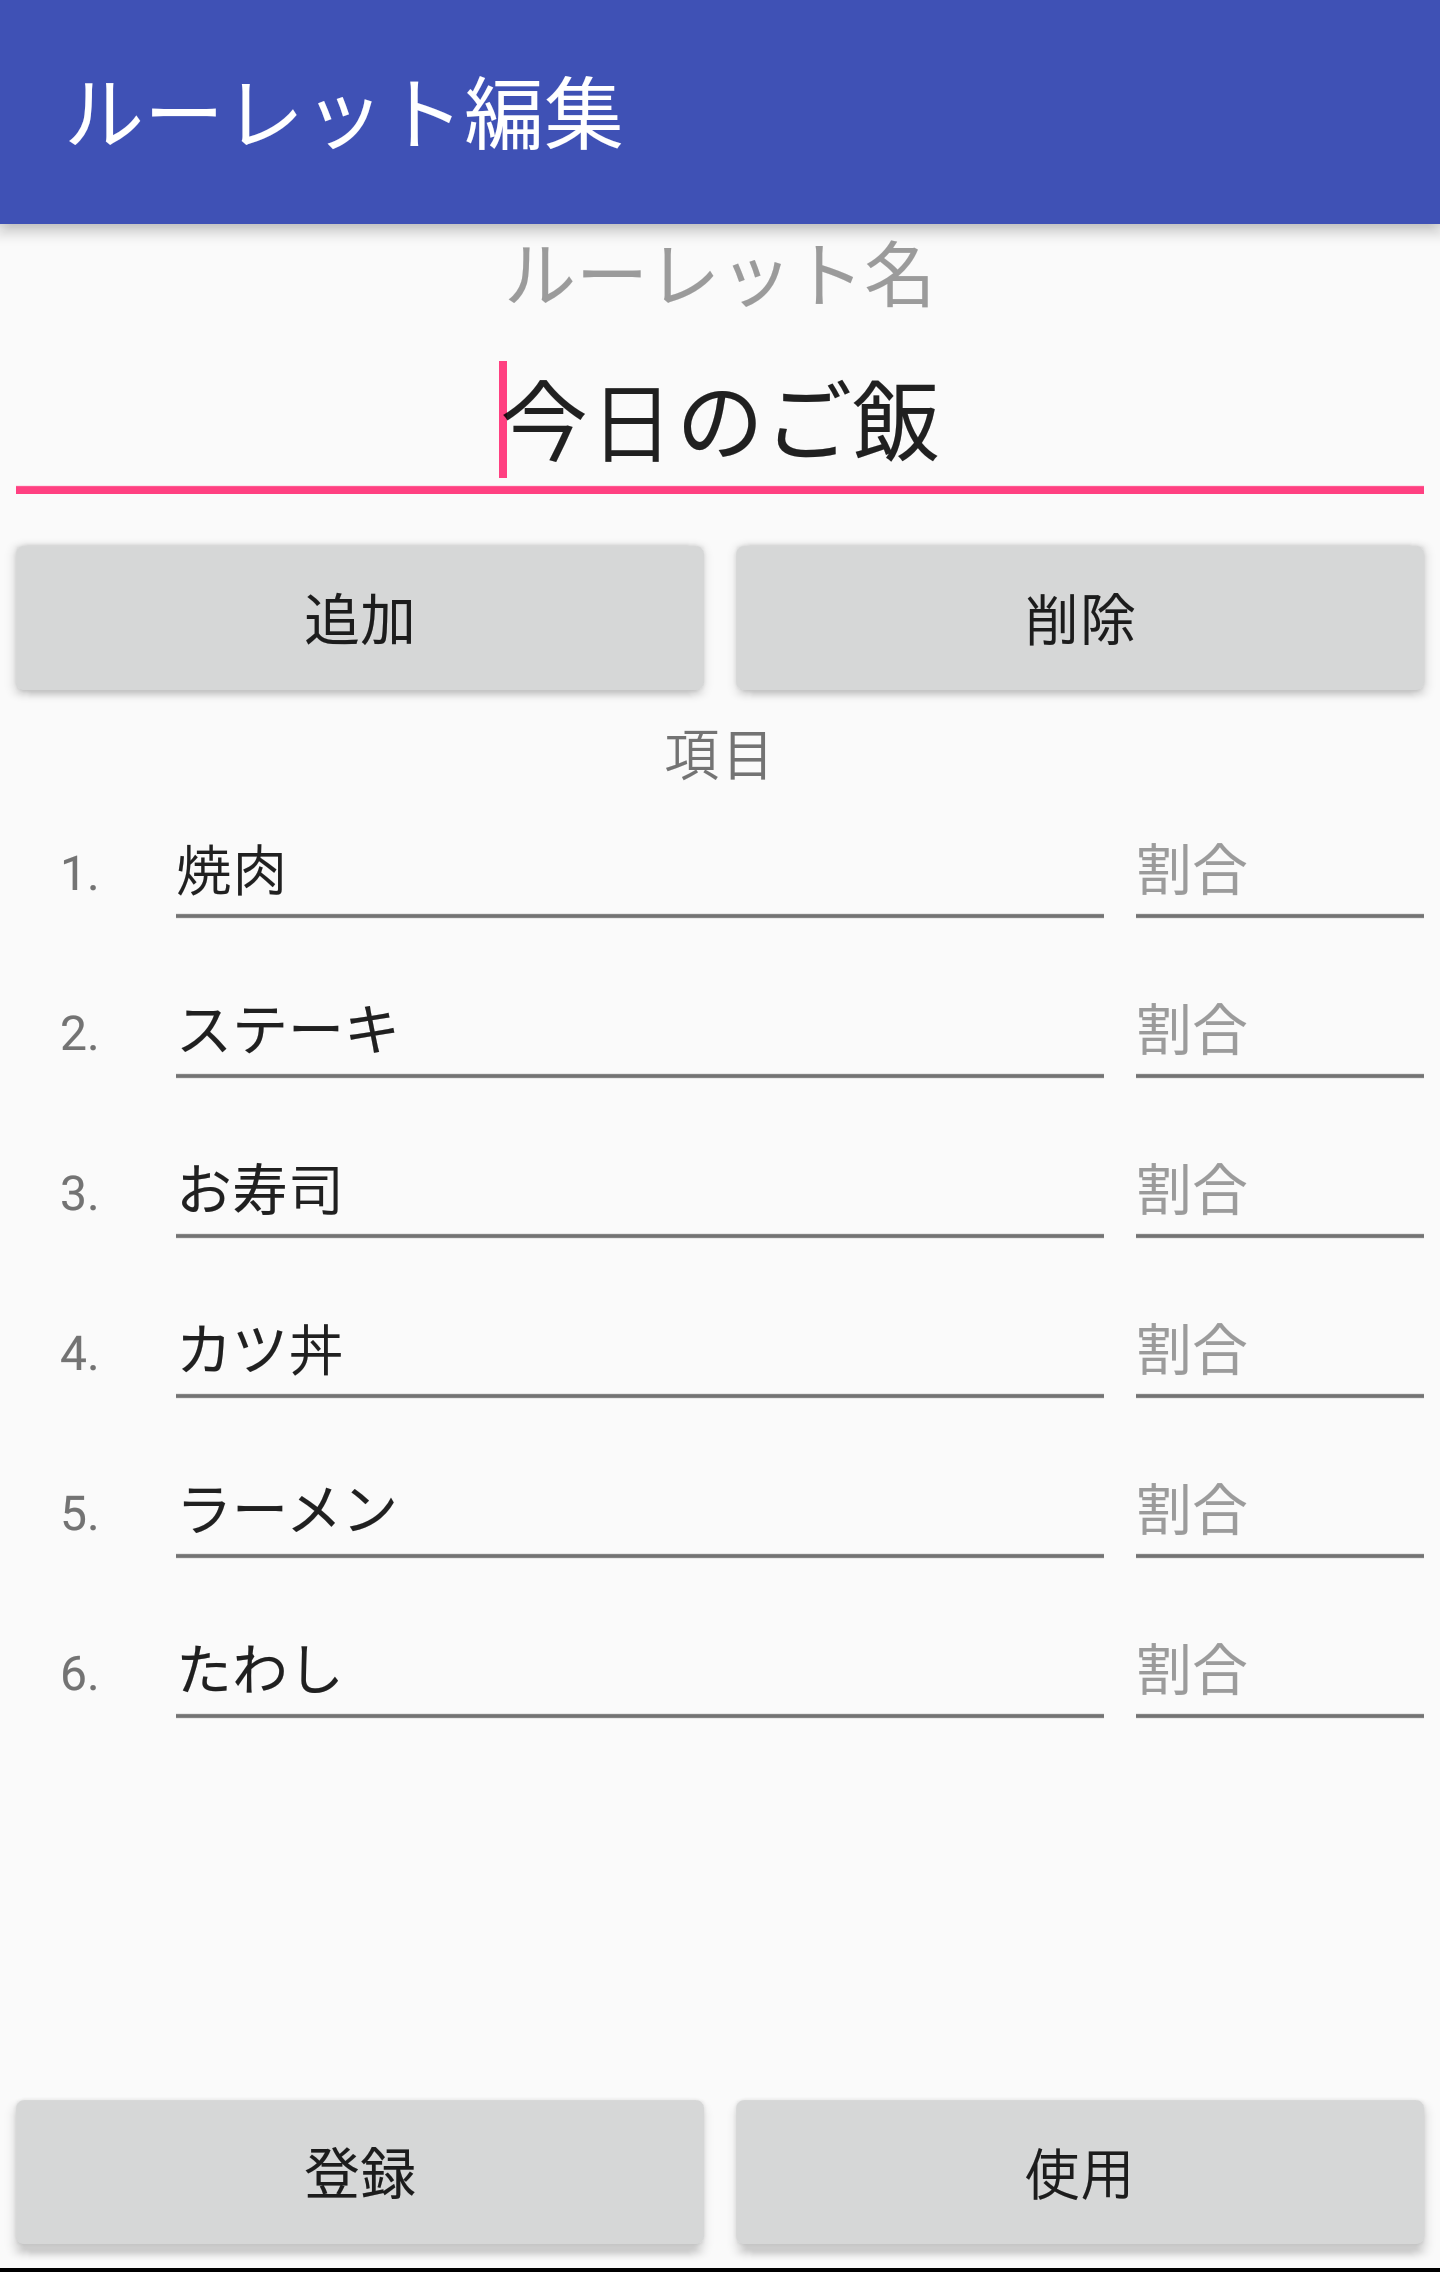 ルーレット編集
ルーレット名
今日のご飯
追加 削除
項目
1. 焼肉 割合
2. ステーキ 割合
3. お寿司 割合
4. カツ丼 割合
5. ラーメン 割合
6. たわし 割合
登録 使用